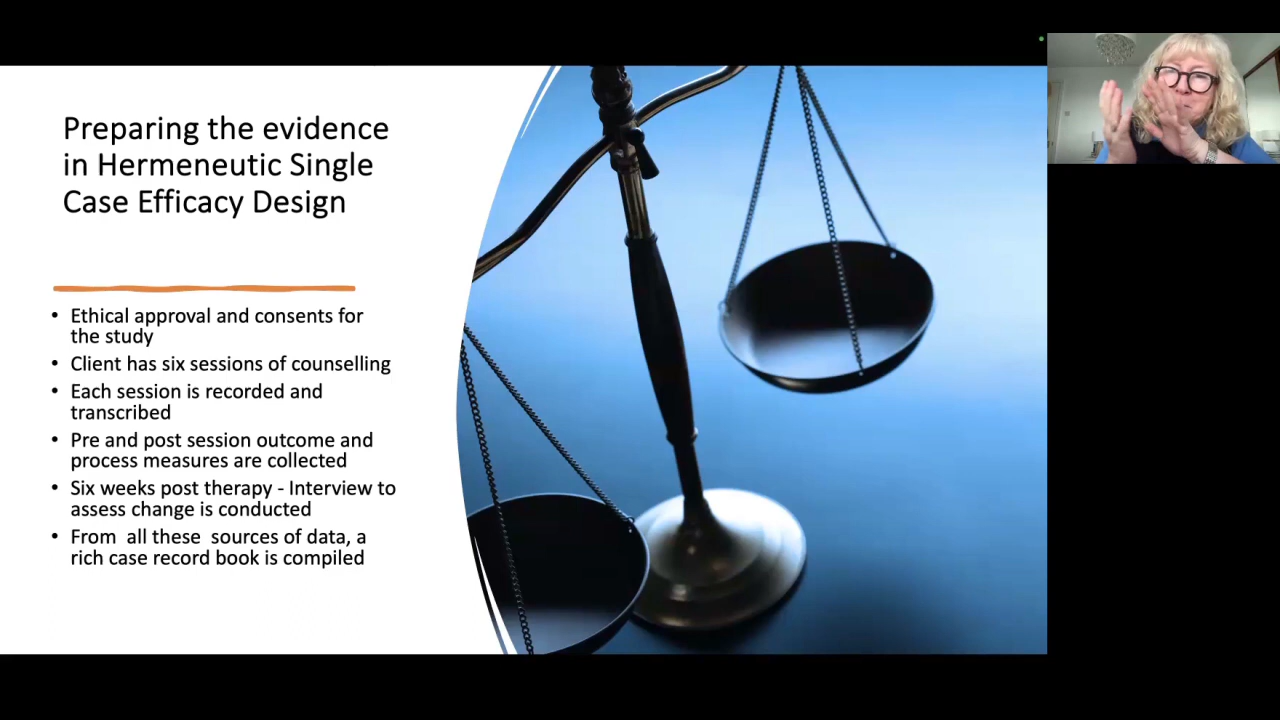 Preparing the evidence
in Hermeneutic Single
Case Efficacy Design
• Ethical approval and consents for
the study
• Client has six sessions of counselling
• Each session is recorded and
transcribed
• Pre and post session outcome and
process measures are collected
• Six weeks post therapy - Interview to
assess change is conducted
• From all these sources of data, a
rich case record book is compiled